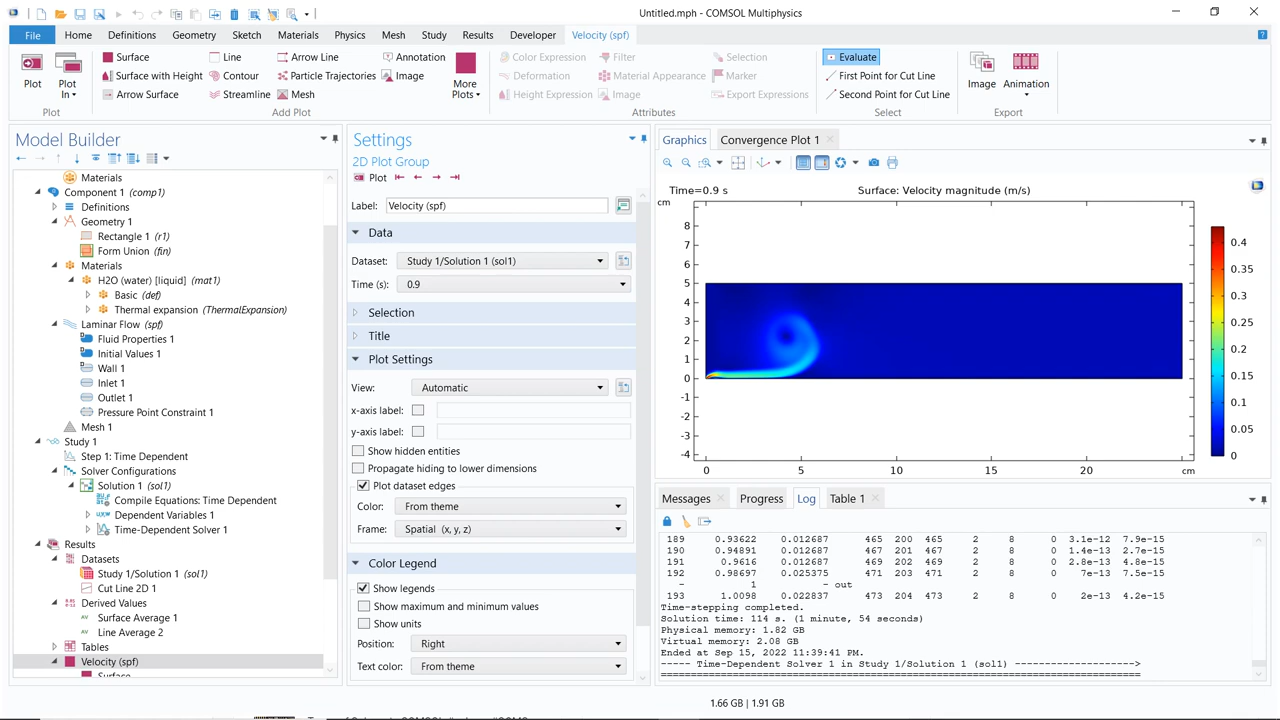 Untitled.mph - COMSOL Multiphysics
File Home Definitions Geometry Sketch Materials Physics Mesh Study Results Developer Velocity (spf)
Surface Line Arrow Line Annotation Color Expression Filter Selection Evaluate
Surface with Height Contour Particle Trajectories Image Deformation Material Appearance Marker First Point for Cut Line
Plot Plot In More Plots Image Animation
Arrow Surface Streamline Mesh Height Expression Image Export Expressions Second Point for Cut Line
Plot Add Plot Attributes Select Export
Model Builder
Materials
Component 1 (comp1)
Definitions
Geometry 1
Rectangle 1 (r1)
Form Union (fin)
Materials
H2O (water) [liquid] (mat1)
Basic (def)
Thermal expansion (ThermalExpansion)
Laminar Flow (spf)
Fluid Properties 1
Initial Values 1
Wall 1
Inlet 1
Outlet 1
Pressure Point Constraint 1
Mesh 1
Study 1
Step 1: Time Dependent
Solver Configurations
Solution 1 (sol1)
Compile Equations: Time Dependent
Dependent Variables 1
Time-Dependent Solver 1
Results
Datasets
Study 1/Solution 1 (sol1)
Cut Line 2D 1
Derived Values
Surface Average 1
Line Average 2
Tables
Velocity (spf)
Surface
Settings
2D Plot Group
Plot
Label: Velocity (spf)
Data
Dataset: Study 1/Solution 1 (sol1)
Time (s): 0.9
Selection
Title
Plot Settings
View: Automatic
x-axis label:
y-axis label:
Show hidden entities
Propagate hiding to lower dimensions
Plot dataset edges
Color: From theme
Frame: Spatial (x, y, z)
Color Legend
Show legends
Show maximum and minimum values
Show units
Position: Right
Text color: From theme
Graphics Convergence Plot 1
Time=0.9 s Surface: Velocity magnitude (m/s)
cm
8
7
6
5
4
3
2
1
0
-1
-2
-3
-4
0 5 10 15 20 cm
0.4
0.35
0.3
0.25
0.2
0.15
0.1
0.05
0
Messages Progress Log Table 1
189 0.93622 0.012687 465 200 465 2 8 0 3.1e-12 7.9e-15
190 0.94891 0.012687 467 201 467 2 8 0 1.4e-13 2.7e-15
191 0.9616 0.012687 469 202 469 2 8 0 2.8e-13 4.8e-15
192 0.98697 0.025375 471 203 471 2 8 0 7e-13 7.5e-15
- 1 - out
193 1.0098 0.022837 473 204 473 2 8 0 2e-13 4.2e-15
Time-stepping completed.
Solution time: 114 s. (1 minute, 54 seconds)
Physical memory: 1.82 GB
Virtual memory: 2.08 GB
Ended at Sep 15, 2022 11:39:41 PM.
----- Time-Dependent Solver 1 in Study 1/Solution 1 (sol1) -------------------->
1.66 GB | 1.91 GB